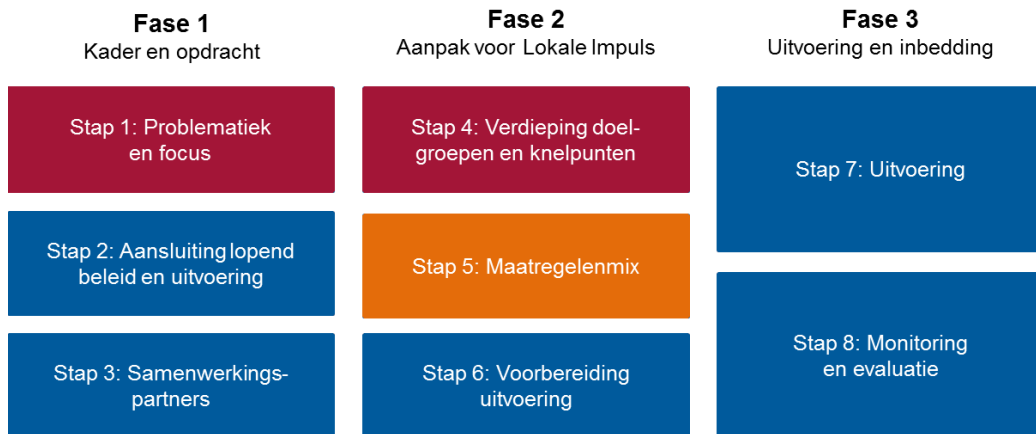 Fase 1
Kader en opdracht
Stap 1: Problematiek
en focus
Stap 2: Aansluiting lopend
beleid en uitvoering
Stap 3: Samenwerkings-
partners
Fase 2
Aanpak voor Lokale Impuls
Stap 4: Verdieping doel-
groepen en knelpunten
Stap 5: Maatregelenmix
Stap 6: Voorbereiding
uitvoering
Fase 3
Uitvoering en inbedding
Stap 7: Uitvoering
Stap 8: Monitoring
en evaluatie